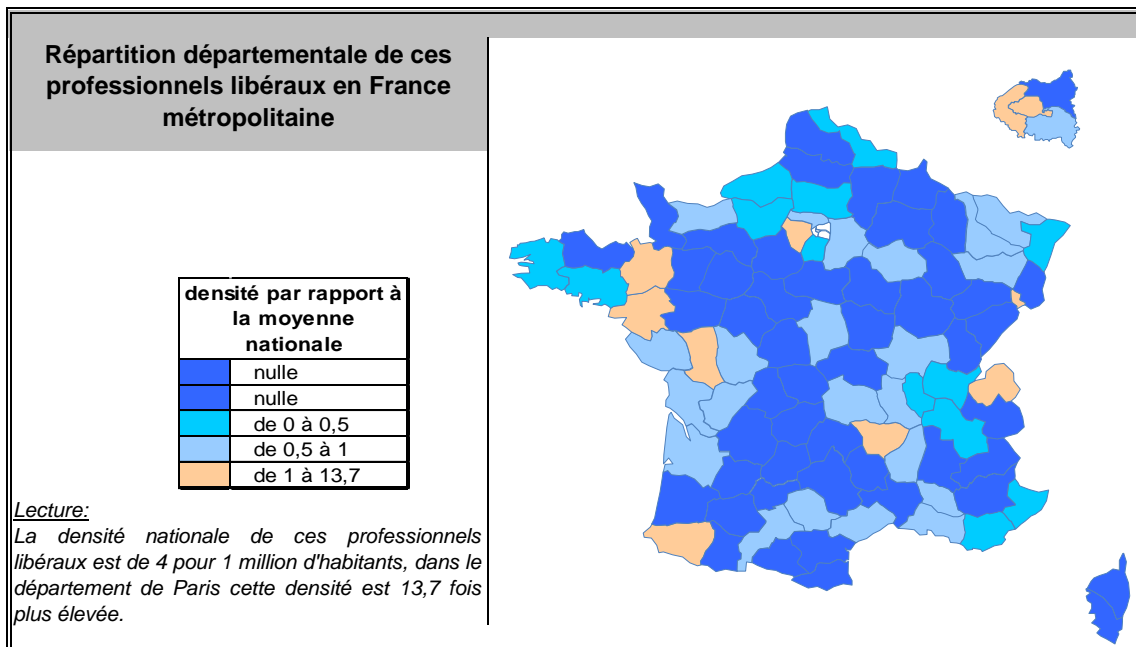 Répartition départementale de ces
professionnels libéraux en France
métropolitaine
densité par rapport à
la moyenne
nationale
nulle
nulle
de 0 à 0,5
de 0,5 à 1
de 1 à 13,7
Lecture:
La densité nationale de ces professionnels
libéraux est de 4 pour 1 million d'habitants, dans le
département de Paris cette densité est 13,7 fois
plus élevée.